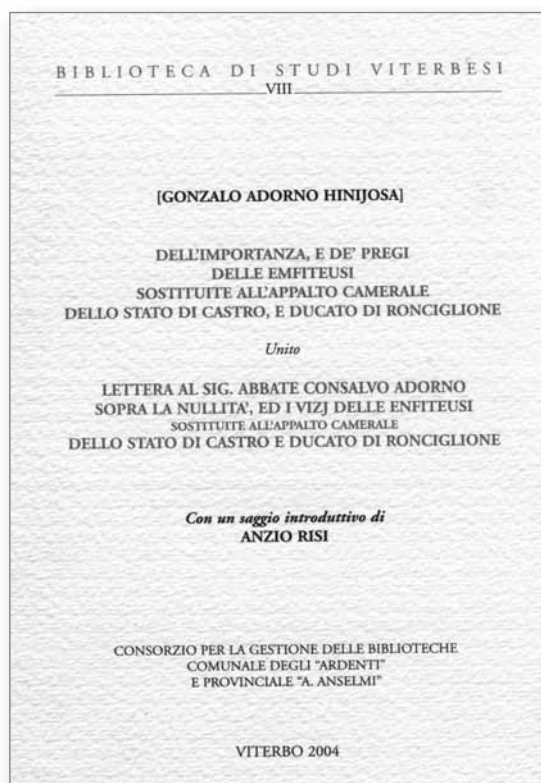 BIBLIOTECA DI STUDI VITERBESI
VIII
[GONZALO ADORNO HINIJOSA]
DELL'IMPORTANZA, E DE' PREGI
DELLE EMFITEUSI
SOSTITUITE ALL'APPALTO CAMERALE
DELLO STATO DI CASTRO, E DUCATO DI RONCIGLIONE
Unito
LETTERA AL SIG. ABBATE CONSALVO ADORNO
SOPRA LA NULLITA', ED I VIZJ DELLE ENFITEUSI
SOSTITUITE ALL'APPALTO CAMERALE
DELLO STATO DI CASTRO E DUCATO DI RONCIGLIONE
Con un saggio introduttivo di
ANZIO RISI
CONSORZIO PER LA GESTIONE DELLE BIBLIOTECHE
COMUNALE DEGLI "ARDENTI"
E PROVINCIALE "A. ANSELMI"
VITERBO 2004